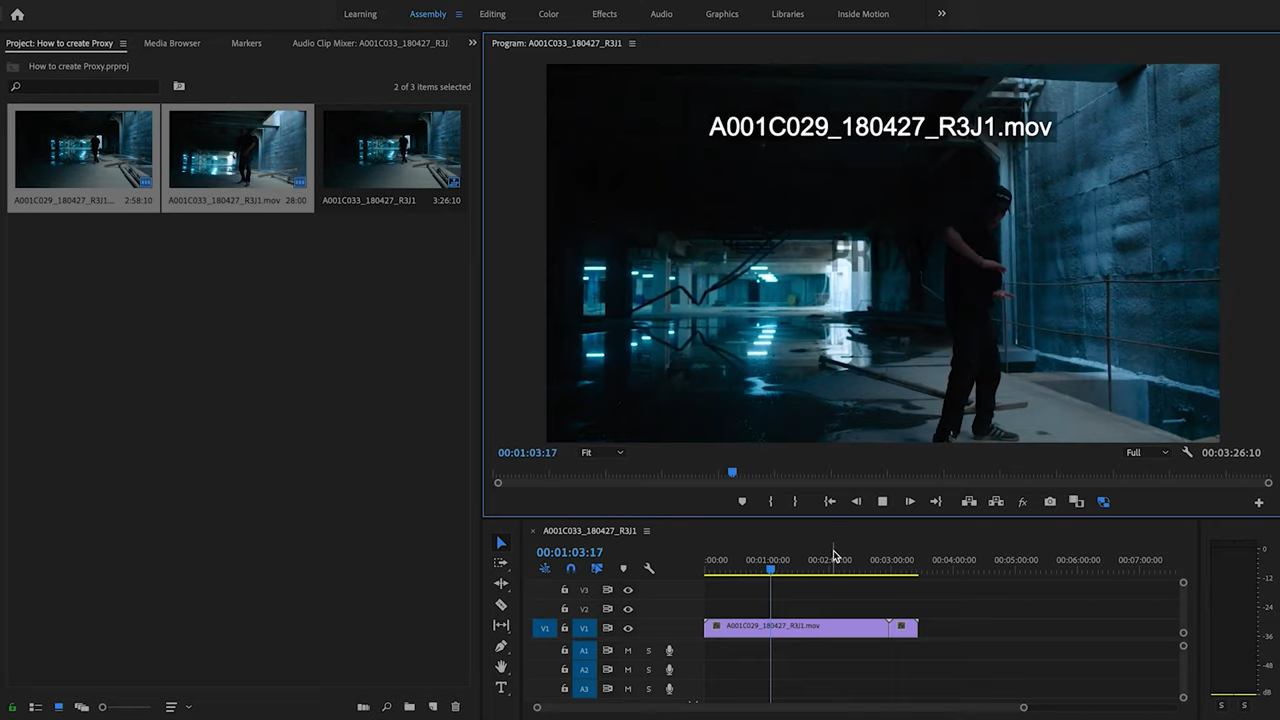 Learning Assembly Editing Color Effects Audio Graphics Libraries Inside Motion
Project: How to create Proxy Media Browser Markers Audio Clip Mixer: A001C033_180427_R3J
How to create Proxy.prproj
2 of 3 Items selected
A001C029_180427_R3J1... 2:58:10
A001C033_180427_R3J1.mov 28:00
A001C033_180427_R3J1 3:26:10
Program: A001C033_180427_R3J1
A001C029_180427_R3J1.mov
PROXY
00:01:03:17 Fit Full 00:03:26:10
fx
A001C033_180427_R3J1
00:01:03:17
:00:00 00:01:00:00 00:02:00:00 00:03:00:00 00:04:00:00 00:05:00:00 00:06:00:00 00:07:00:00
V3
V2
V1 V1 A001C029_180427_R3J1.mov
A1 M S
A2 M S
A3 M S
T
0
-12
-24
-36
-48
dB
S S